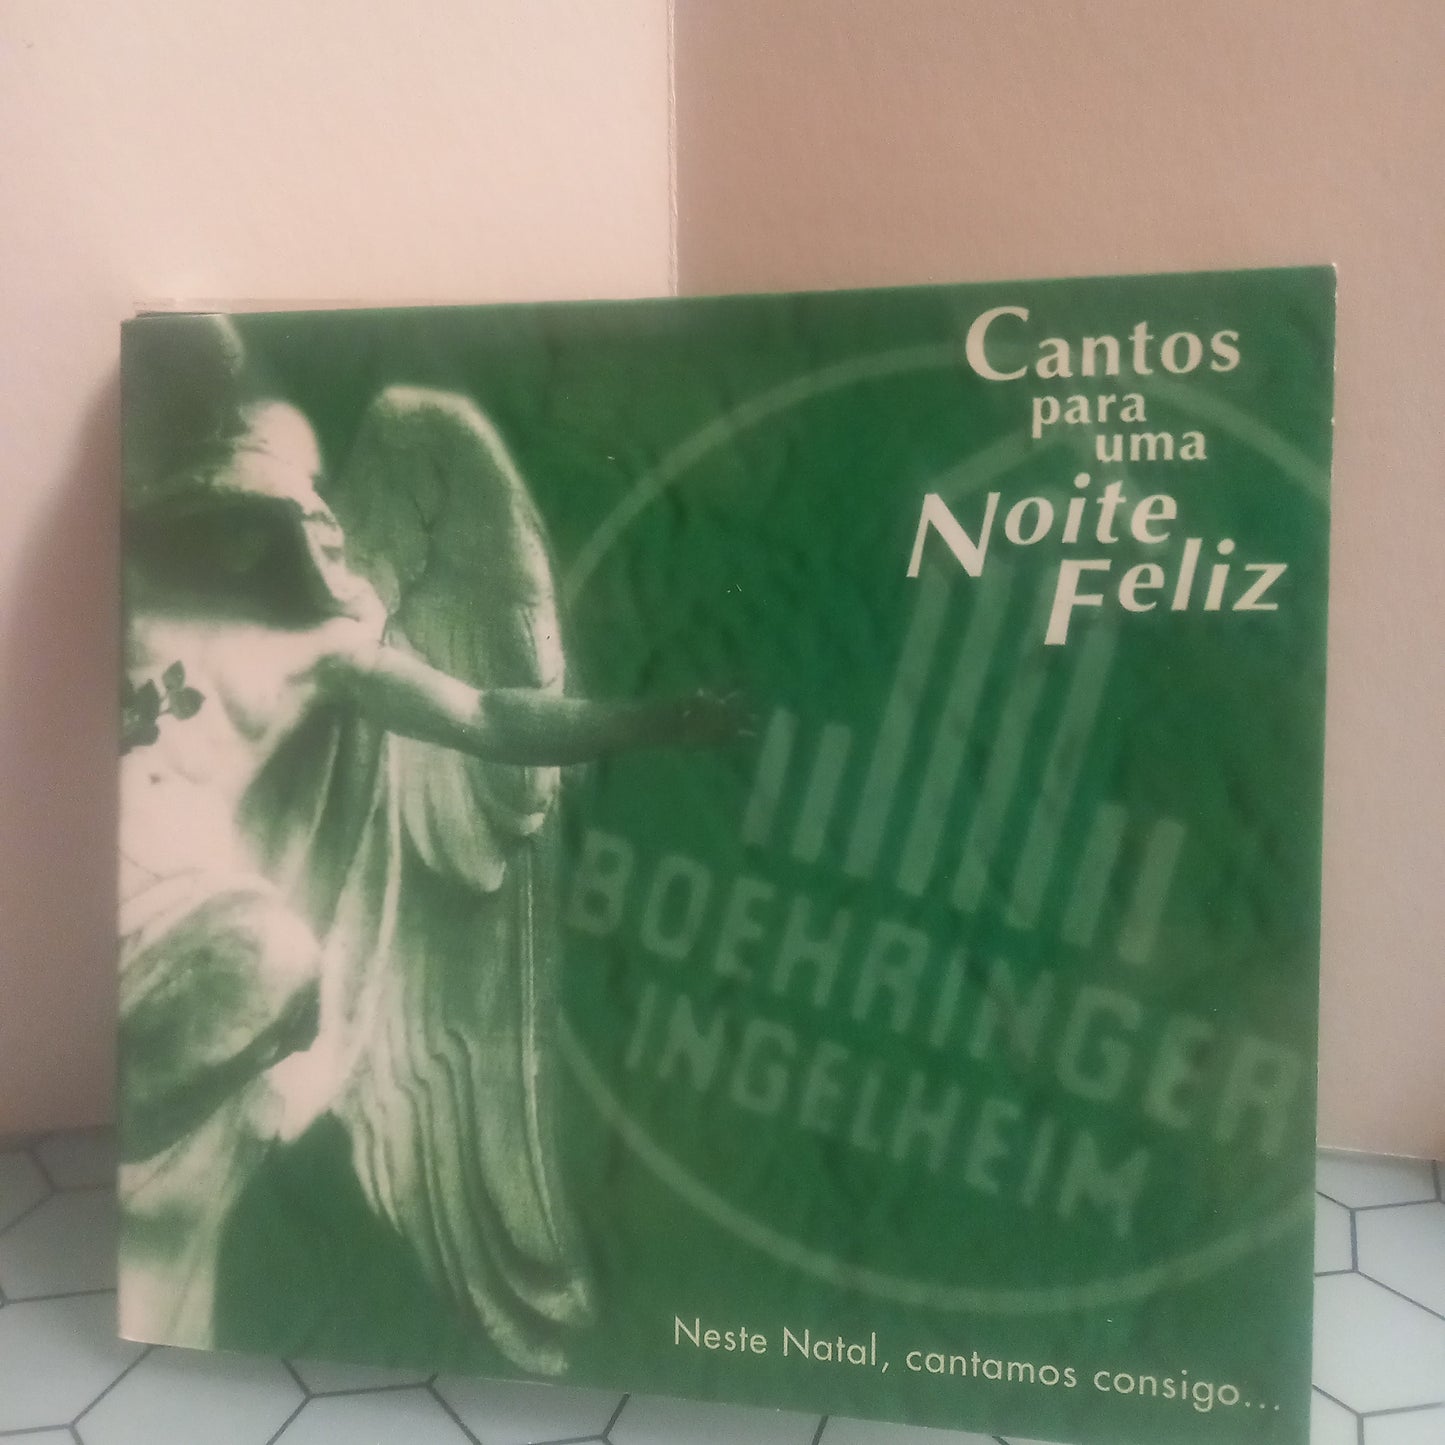 Cantos
para
uma
Noite
Feliz
BOEHRINGER
INGELHEIM
Neste Natal, cantamos consigo...